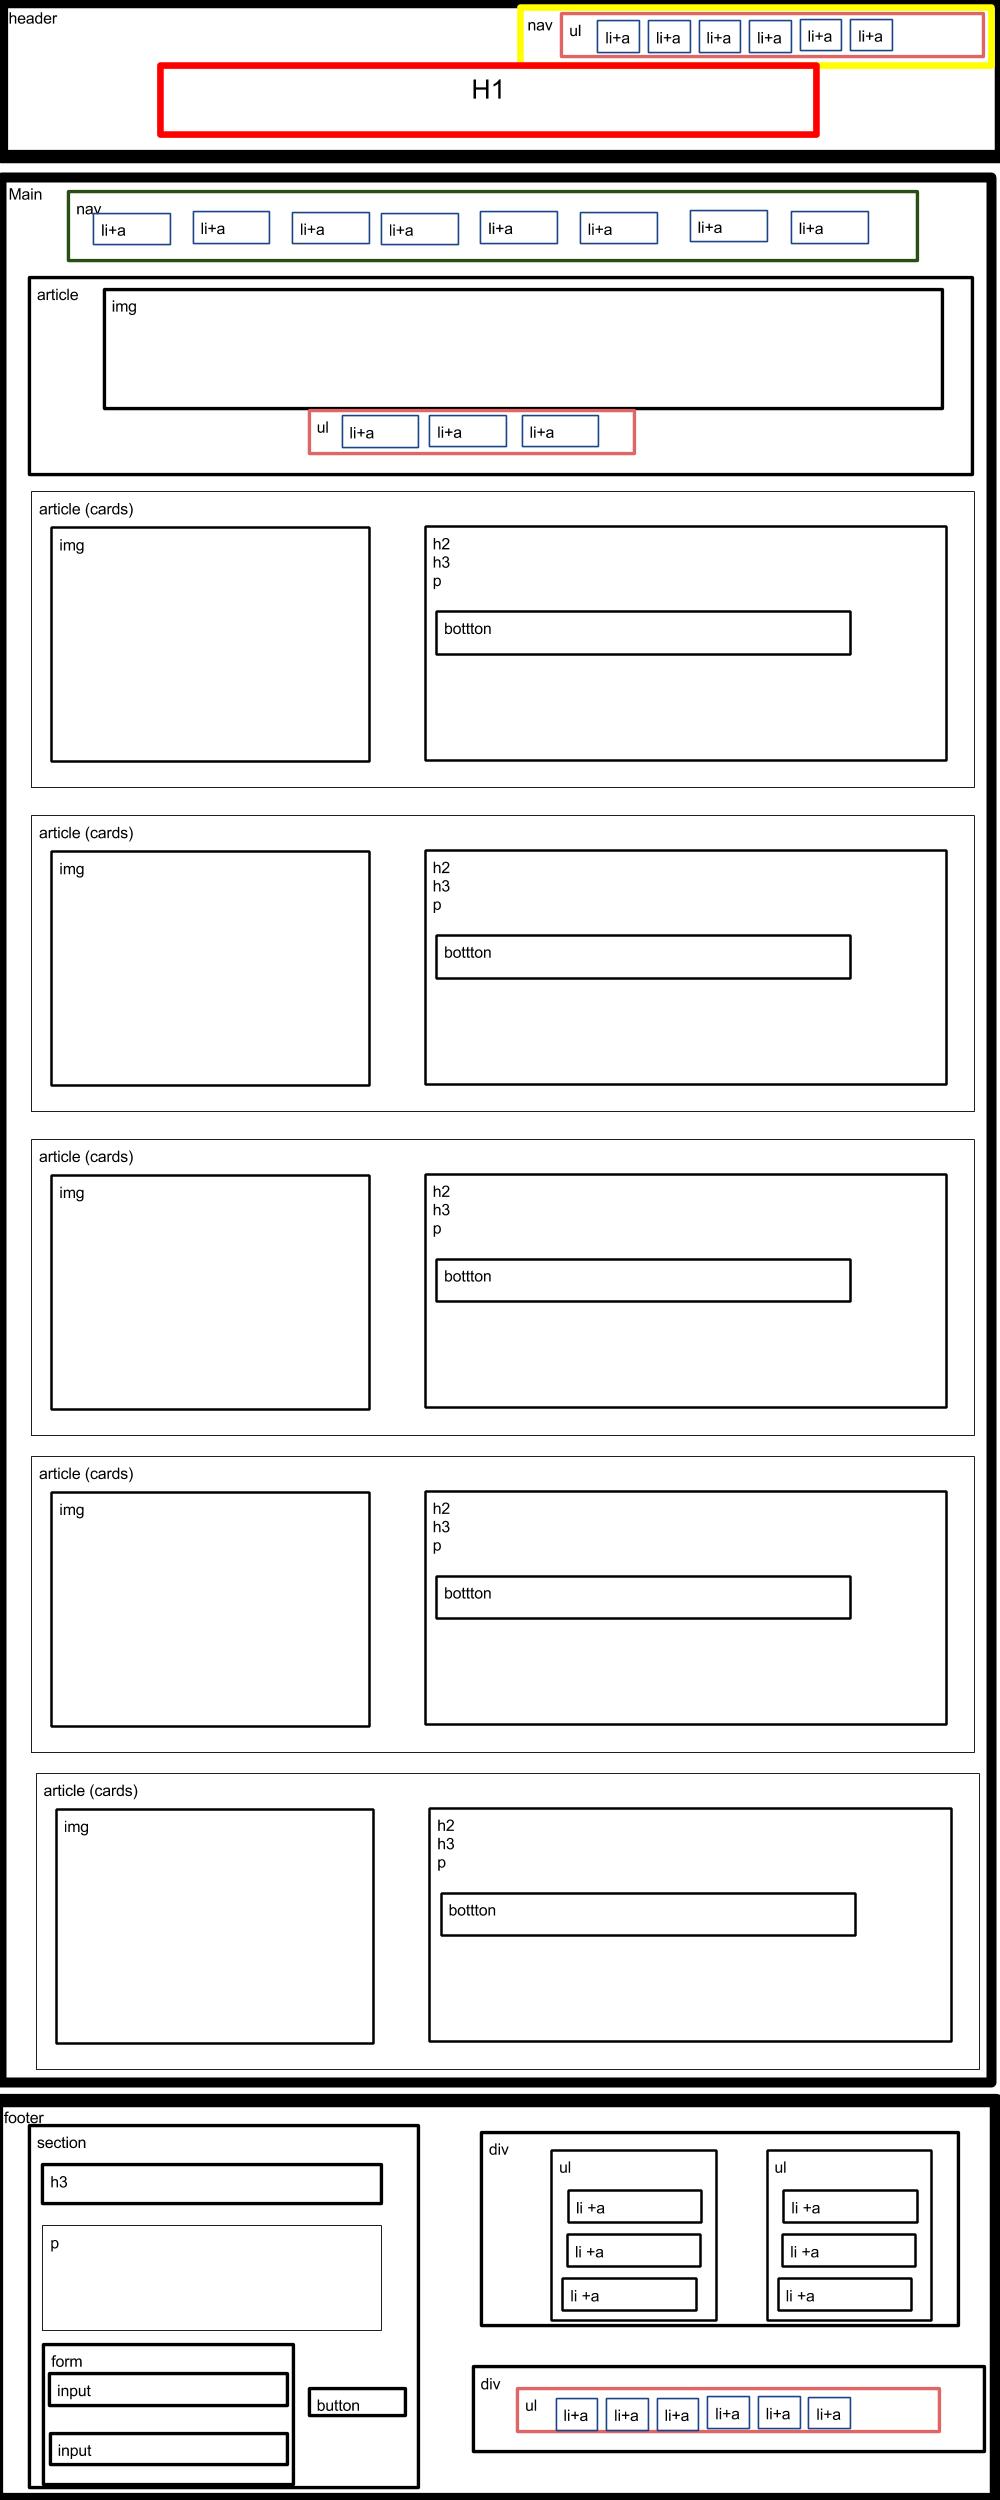 header
nav
ul
li+a
li+a
li+a
li+a
li+a
li+a
H1
Main
nav
li+a
li+a
li+a
li+a
li+a
li+a
li+a
li+a
article
img
ul
li+a
li+a
li+a
article (cards)
img
h2
h3
p
bottton
article (cards)
img
h2
h3
p
bottton
article (cards)
img
h2
h3
p
bottton
article (cards)
img
h2
h3
p
bottton
article (cards)
img
h2
h3
p
bottton
footer
section
h3
p
form
input
input
button
div
ul
li +a
li +a
li +a
ul
li +a
li +a
li +a
div
ul
li+a
li+a
li+a
li+a
li+a
li+a